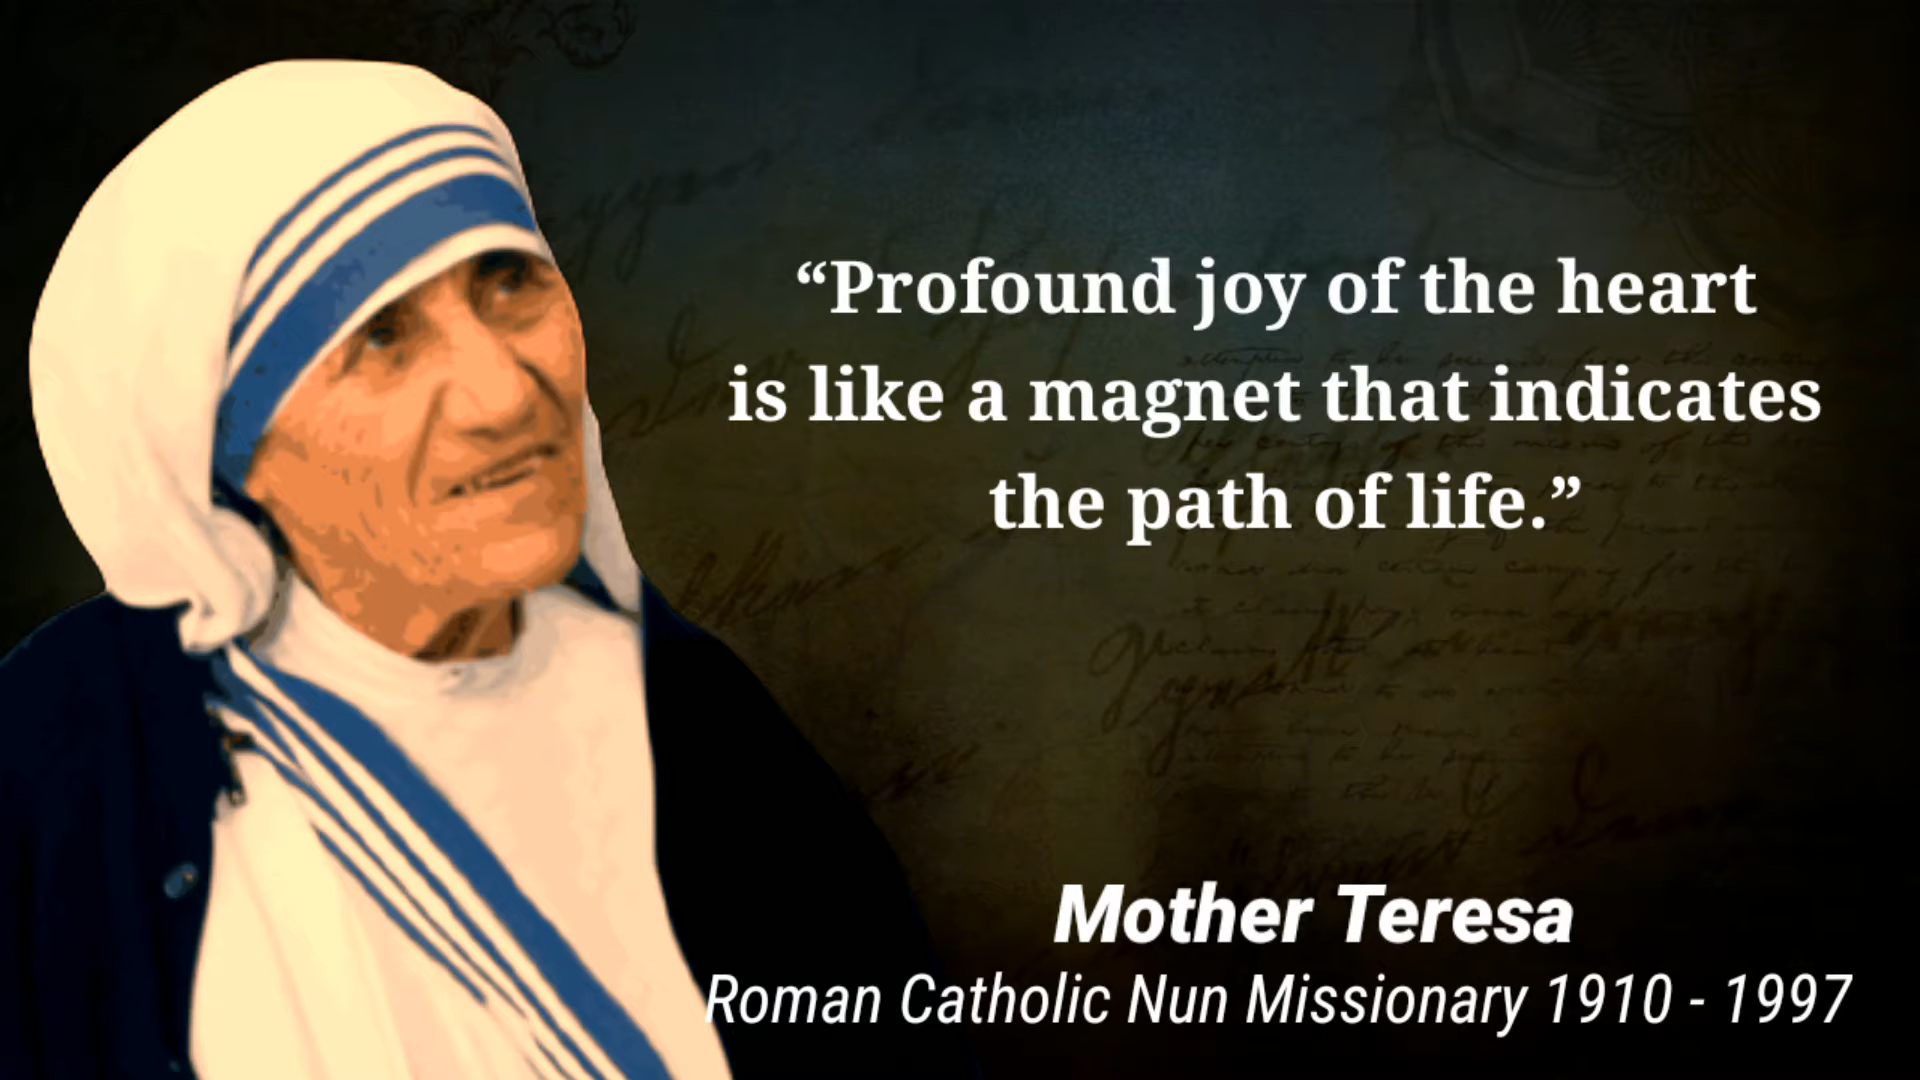 “Profound joy of the heart
is like a magnet that indicates
the path of life.”
Mother Teresa
Roman Catholic Nun Missionary 1910 - 1997